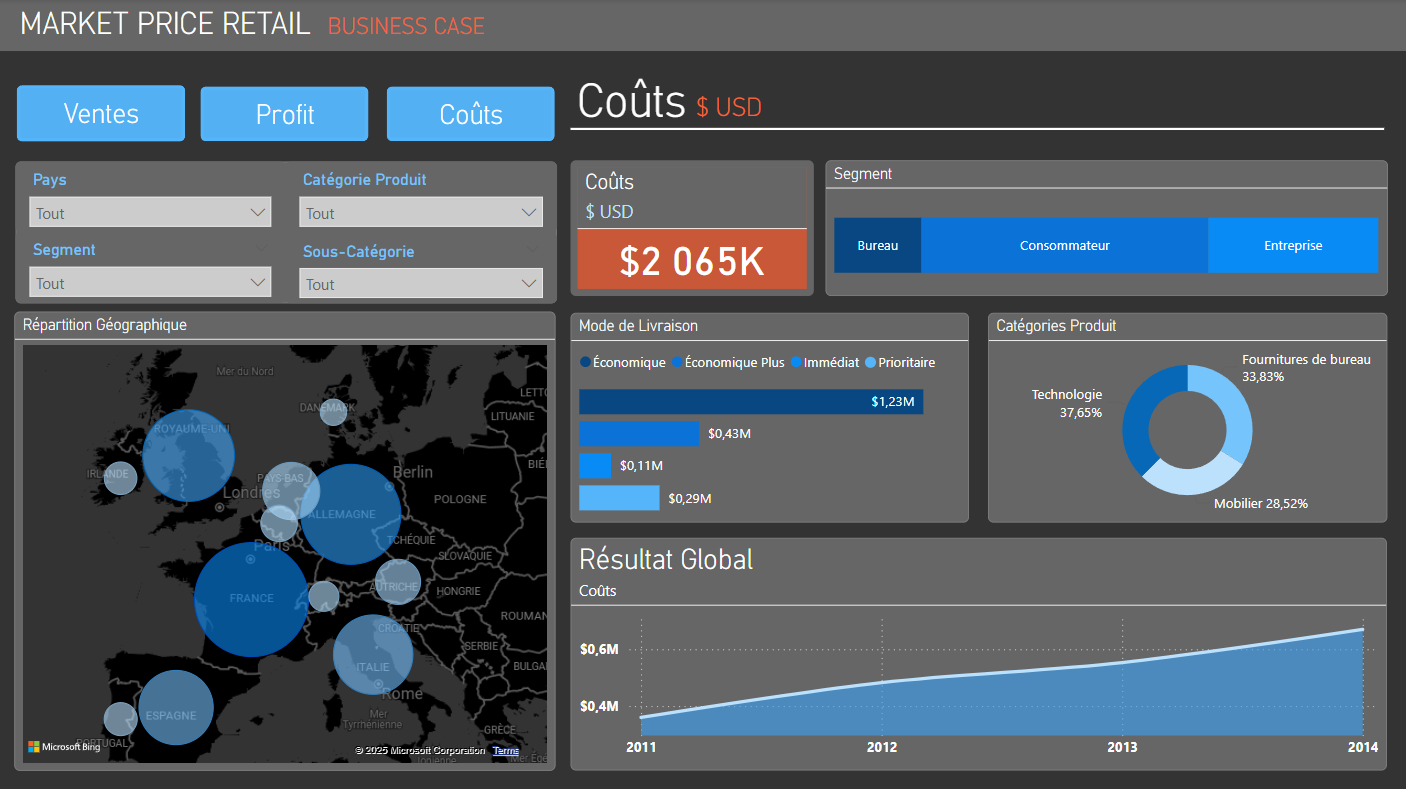 MARKET PRICE RETAIL BUSINESS CASE
Ventes
Profit
Coûts
Coûts $ USD
Pays
Catégorie Produit
Tout
Tout
Segment
Sous-Catégorie
Tout
Tout
Coûts
$ USD
$2 065K
Segment
Bureau
Consommateur
Entreprise
Répartition Géographique
Mer du Nord
DANEMARK
LETTO
LITUANIE
ROYAUME-UNI
BIÉ
IRLANDE
PAYS-BAS
Berlin
Londres
POLOGNE
ALLEMAGNE
Paris
TCHÉQUIE
SLOVAQUIE
AUTRICHE
HONGRIE
FRANCE
ROUMAN
CROATIE
SERBIE
ITALIE
BULGA
Rome
ESPAGNE
Mer
Tyrrhénienne
GRÈCE
PORTUGAL
Microsoft Bing
© 2025 Microsoft Corporation Terms
Mer Ége
Ionienne
Mode de Livraison
Économique
Économique Plus
Immédiat
Prioritaire
$1,23M
$0,43M
$0,11M
$0,29M
Catégories Produit
Fournitures de bureau
33,83%
Technologie
37,65%
Mobilier 28,52%
Résultat Global
Coûts
$0,6M
$0,4M
2011
2012
2013
2014